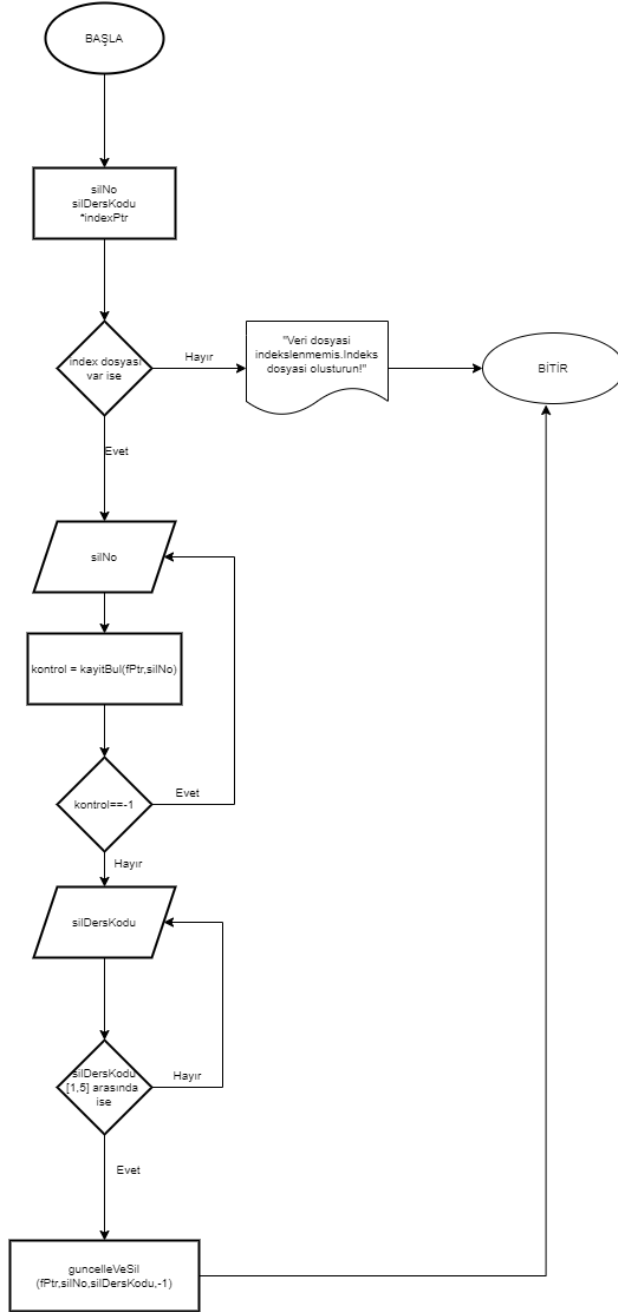 BAŞLA
silNo
silDersKodu
*indexPtr
index dosyası
var ise
Hayır
"Veri dosyasi
indekslenmemis.Indeks
dosyasi olusturun!"
BİTİR
Evet
silNo
kontrol = kayitBul(fPtr,silNo)
kontrol==-1
Evet
Hayır
silDersKodu
silDersKodu
[1,5] arasında
ise
Hayır
Evet
guncelleVeSil
(fPtr,silNo,silDersKodu,-1)